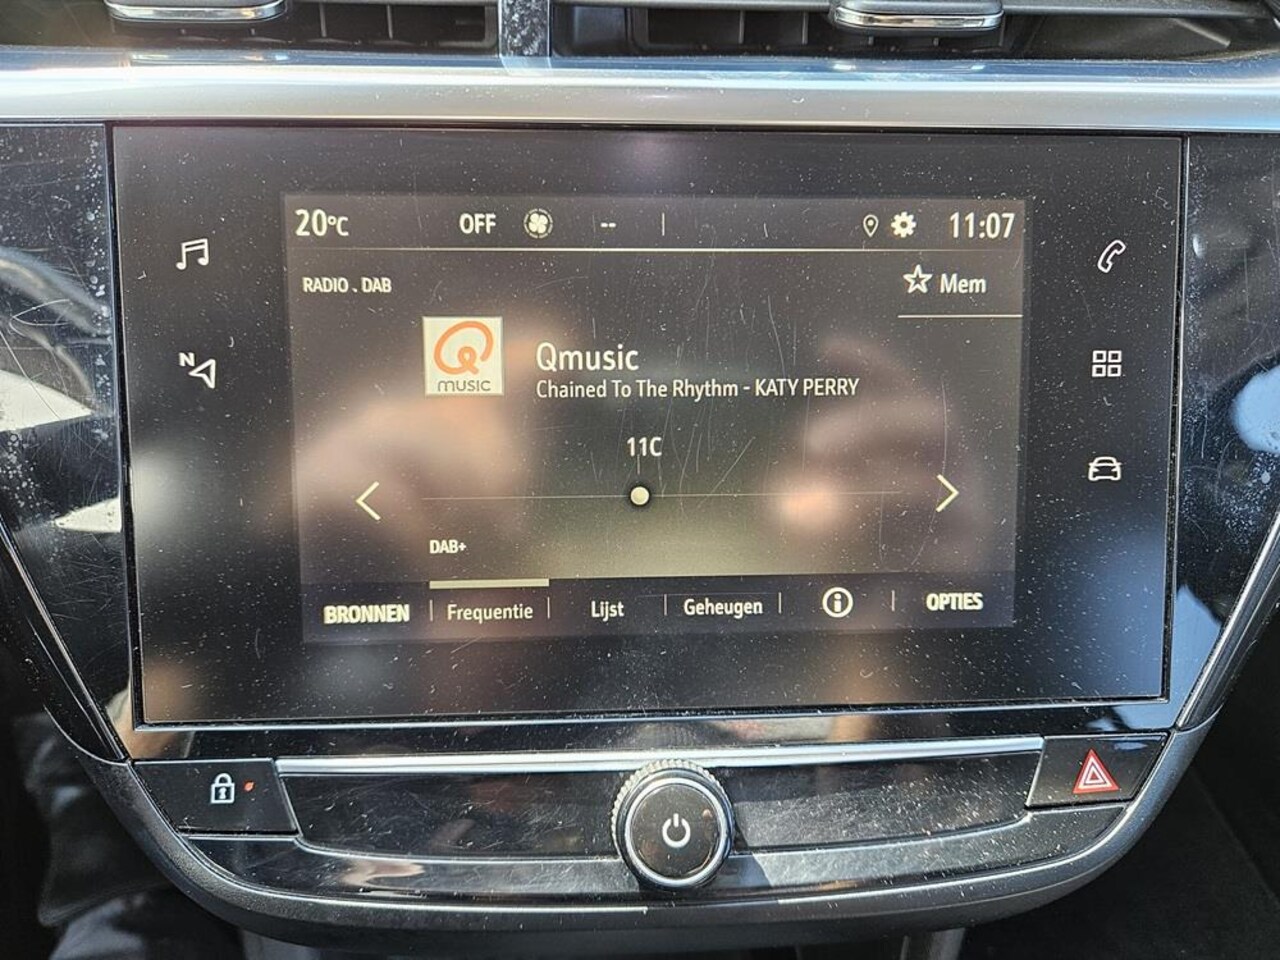 20°C OFF -- 11:07
RADIO . DAB
Mem
MUSIC
Qmusic
Chained To The Rhythm - KATY PERRY
N
11C
DAB+
BRONNEN Frequentie Lijst Geheugen OPTIES